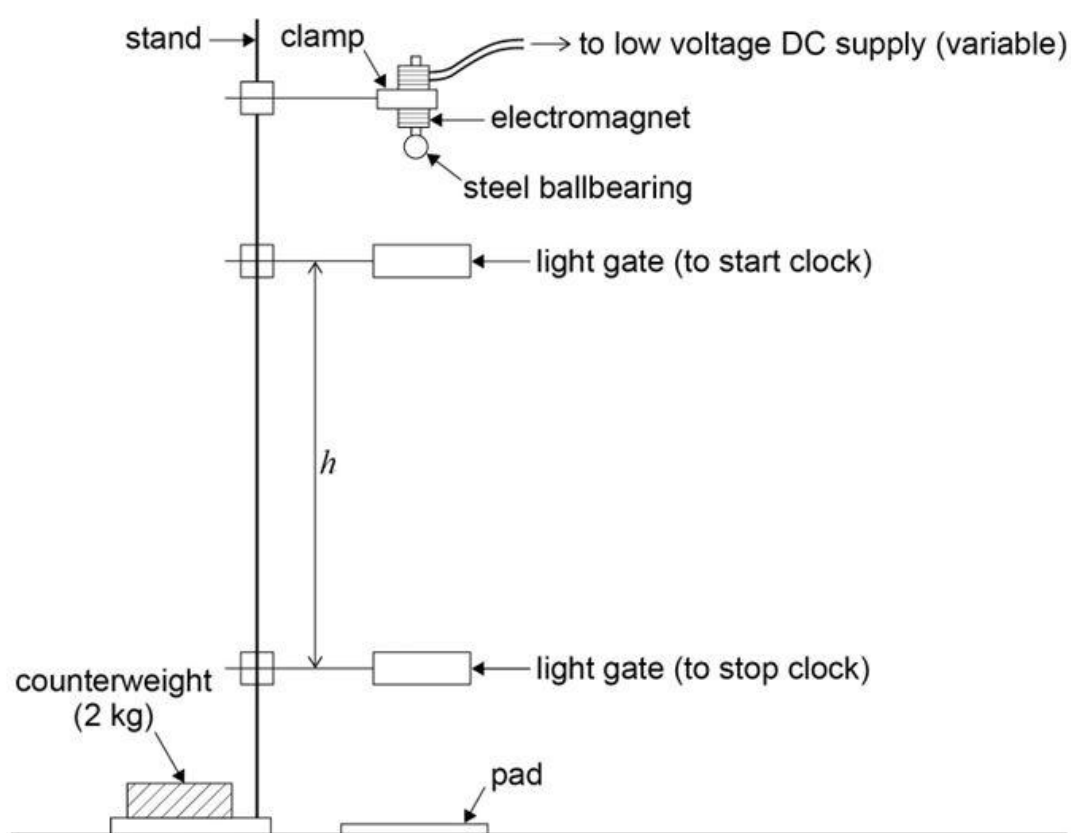 stand
clamp
to low voltage DC supply (variable)
electromagnet
steel ballbearing
light gate (to start clock)
h
light gate (to stop clock)
counterweight
(2 kg)
pad